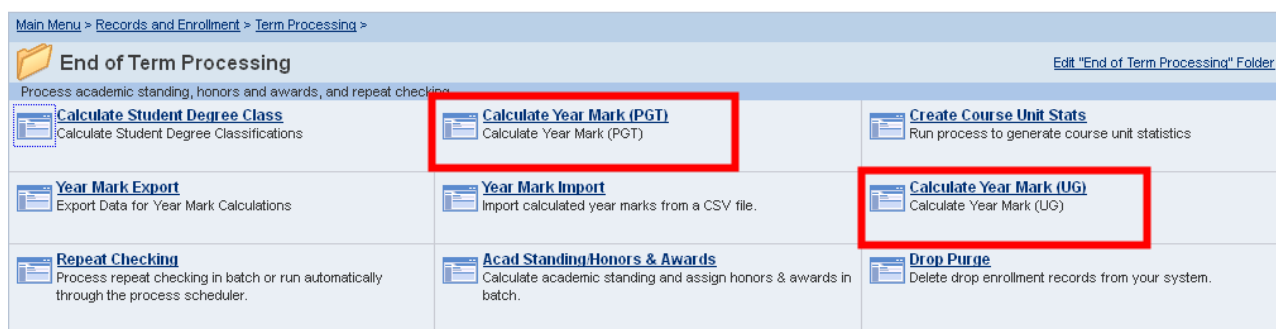 Main Menu > Records and Enrollment > Term Processing >
End of Term Processing
Edit "End of Term Processing" Folder
Process academic standing, honors and awards, and repeat checking
Calculate Student Degree Class
Calculate Student Degree Classifications
Calculate Year Mark (PGT)
Calculate Year Mark (PGT)
Create Course Unit Stats
Run process to generate course unit statistics
Year Mark Export
Export Data for Year Mark Calculations
Year Mark Import
Import calculated year marks from a CSV file.
Calculate Year Mark (UG)
Calculate Year Mark (UG)
Repeat Checking
Process repeat checking in batch or run automatically
through the process scheduler.
Acad Standing/Honors & Awards
Calculate academic standing and assign honors & awards in
batch.
Drop Purge
Delete drop enrollment records from your system.